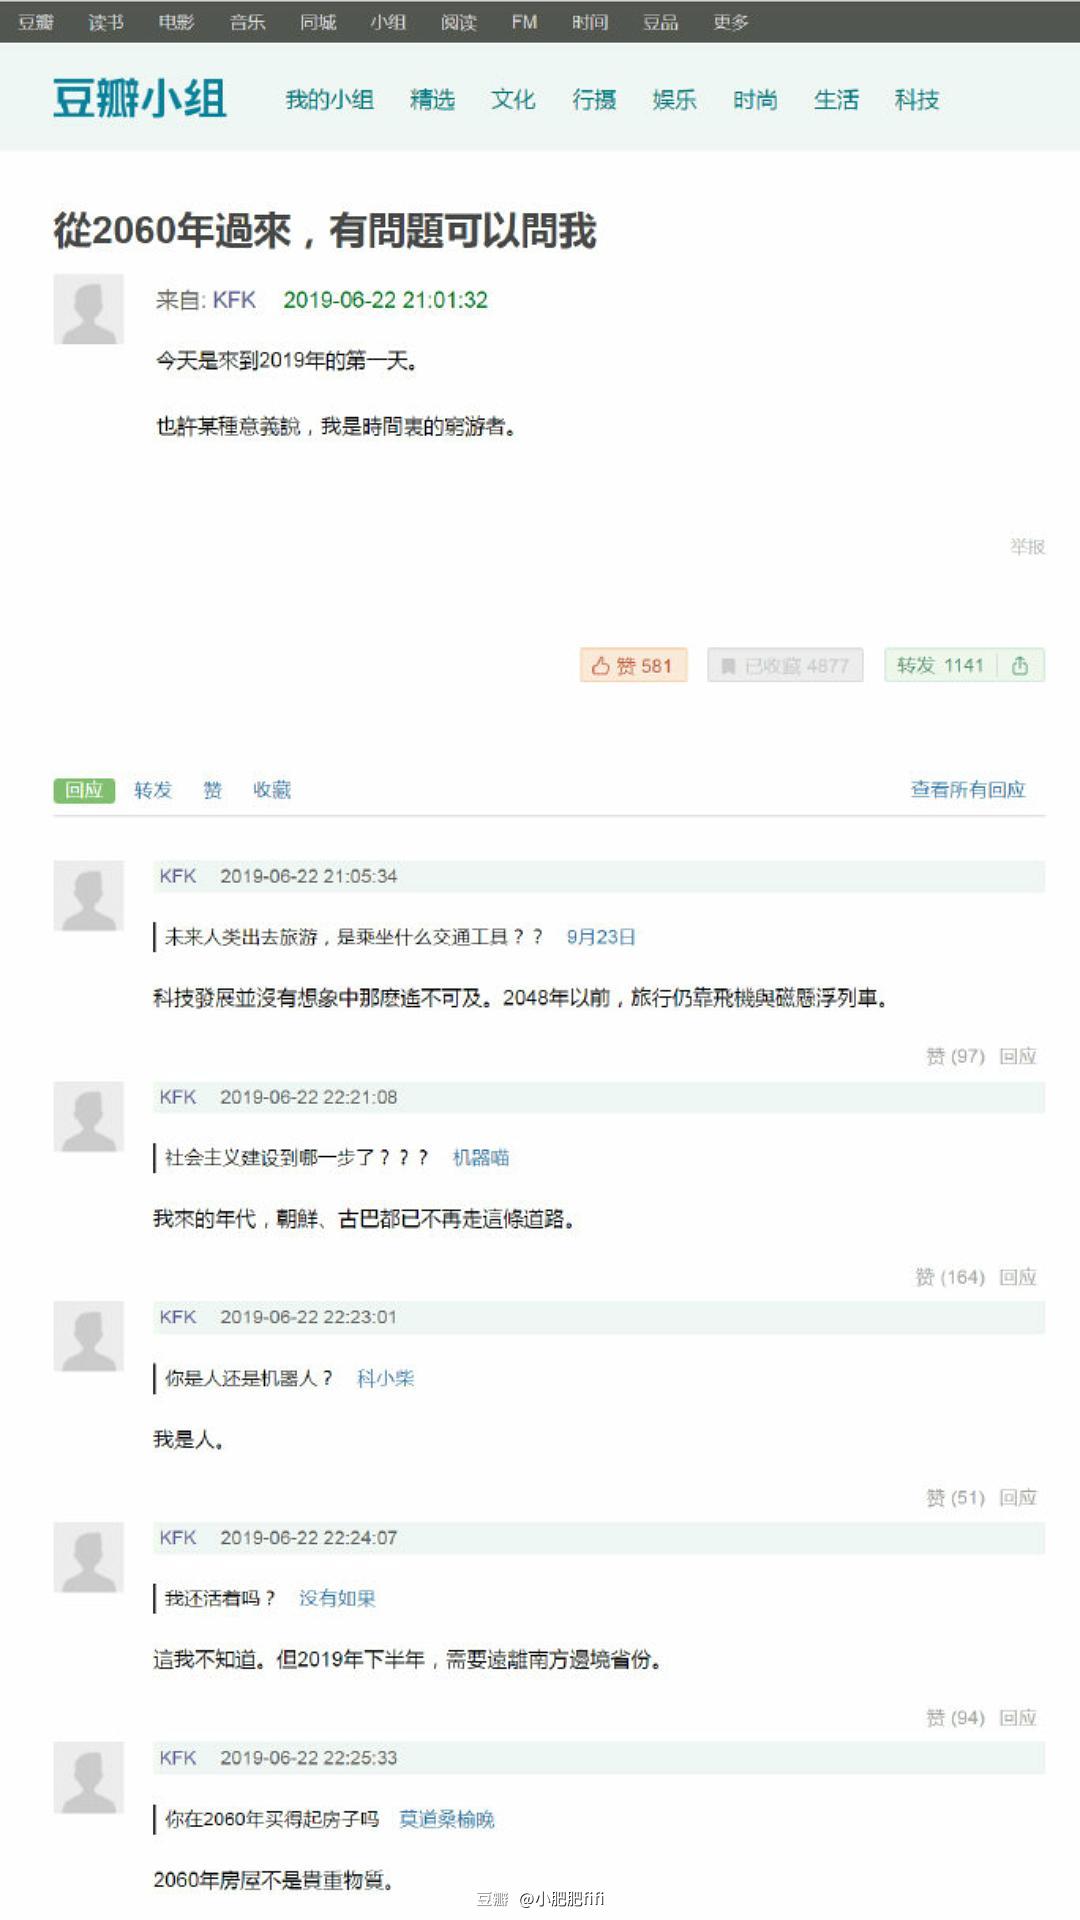 豆瓣 读书 电影 音乐 同城 小组 阅读 FM 时间 豆品 更多
豆瓣小组 我的小组 精选 文化 行摄 娱乐 时尚 生活 科技
從2060年過來，有問題可以問我
来自: KFK 2019-06-22 21:01:32
今天是來到2019年的第一天。
也許某種意義說，我是時間裏的窮游者。
举报
赞 581 已收藏 4877 转发 1141
回应 转发 赞 收藏 查看所有回应
KFK 2019-06-22 21:05:34
未来人类出去旅游，是乘坐什么交通工具？？ 9月23日
科技發展並沒有想象中那麽遙不可及。2048年以前，旅行仍靠飛機與磁懸浮列車。
赞 (97) 回应
KFK 2019-06-22 22:21:08
社会主义建设到哪一步了？？？ 机器喵
我來的年代，朝鮮、古巴都已不再走這條道路。
赞 (164) 回应
KFK 2019-06-22 22:23:01
你是人还是机器人？ 科小柴
我是人。
赞 (51) 回应
KFK 2019-06-22 22:24:07
我还活着吗？ 没有如果
這我不知道。但2019年下半年，需要遠離南方邊境省份。
赞 (94) 回应
KFK 2019-06-22 22:25:33
你在2060年买得起房子吗 莫道桑榆晚
2060年房屋不是貴重物質。
豆瓣 @小肥肥fifi